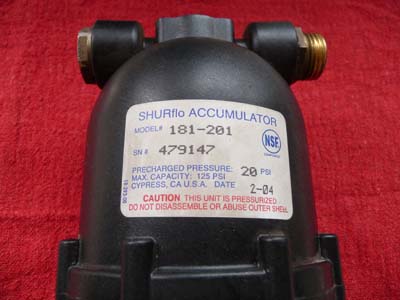 SHURflo ACCUMULATOR
MODEL# 181-201
NSF
COMPONENT
SN# 479147
PRECHARGED PRESSURE: 20 PSI
MAX. CAPACITY: 125 PSI
CYPRESS, CA U.S.A. DATE 2-04
CAUTION THIS UNIT IS PRESSURIZED
DO NOT DISASSEMBLE OR ABUSE OUTER SHELL